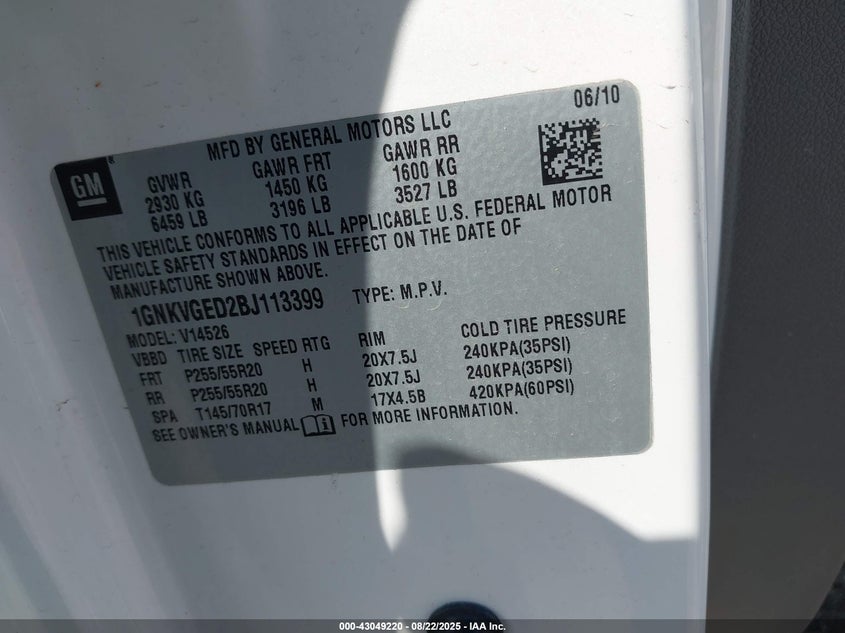 06/10
MFD BY GENERAL MOTORS LLC
GM®
GVWR GAWR FRT GAWR RR
2930 KG 1450 KG 1600 KG
6459 LB 3196 LB 3527 LB
THIS VEHICLE CONFORMS TO ALL APPLICABLE U.S. FEDERAL MOTOR
VEHICLE SAFETY STANDARDS IN EFFECT ON THE DATE OF
MANUFACTURE SHOWN ABOVE.
1GNKVGED2BJ113399 TYPE: M.P.V.
MODEL: V14526
VBBD TIRE SIZE SPEED RTG RIM COLD TIRE PRESSURE
FRT P255/55R20 H 20X7.5J 240KPA(35PSI)
RR P255/55R20 H 20X7.5J 240KPA(35PSI)
SPA T145/70R17 M 17X4.5B 420KPA(60PSI)
SEE OWNER'S MANUAL FOR MORE INFORMATION.
000-43049220 - 08/22/2025 - IAA Inc.